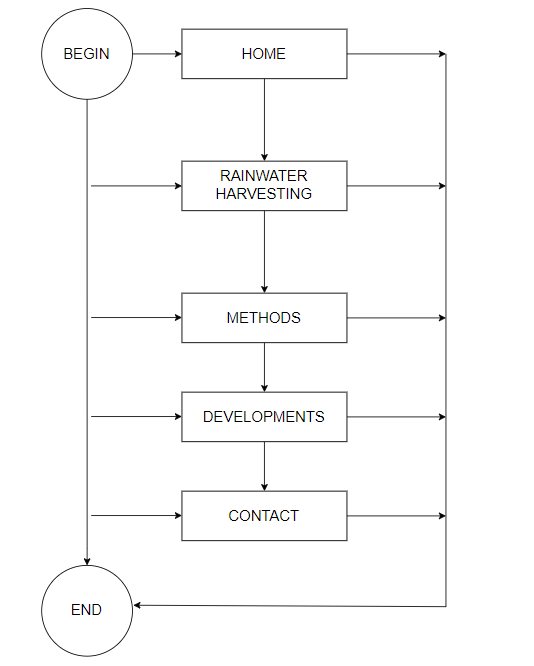 BEGIN
HOME
RAINWATER
HARVESTING
METHODS
DEVELOPMENTS
CONTACT
END